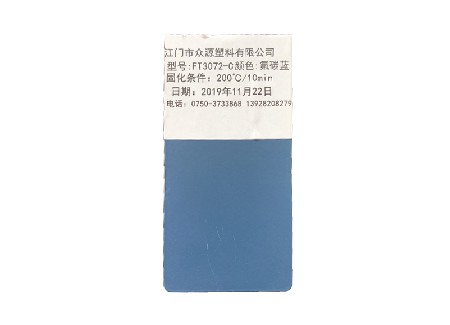 江门市众源塑料有限公司
型号:FT3072-C颜色:氟碳蓝
固化条件: 200℃/10min
日期: 2019年11月22日
电话: 0750-3733868 13928208279